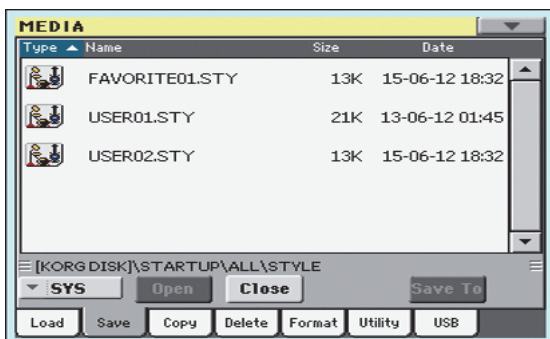 MEDIA
Type Name Size Date
FAVORITE01.STY 13K 15-06-12 18:32
USER01.STY 21K 13-06-12 01:45
USER02.STY 13K 15-06-12 18:32
[KORG DISK]\STARTUP\ALL\STYLE
SYS Open Close Save To
Load Save Copy Delete Format Utility USB